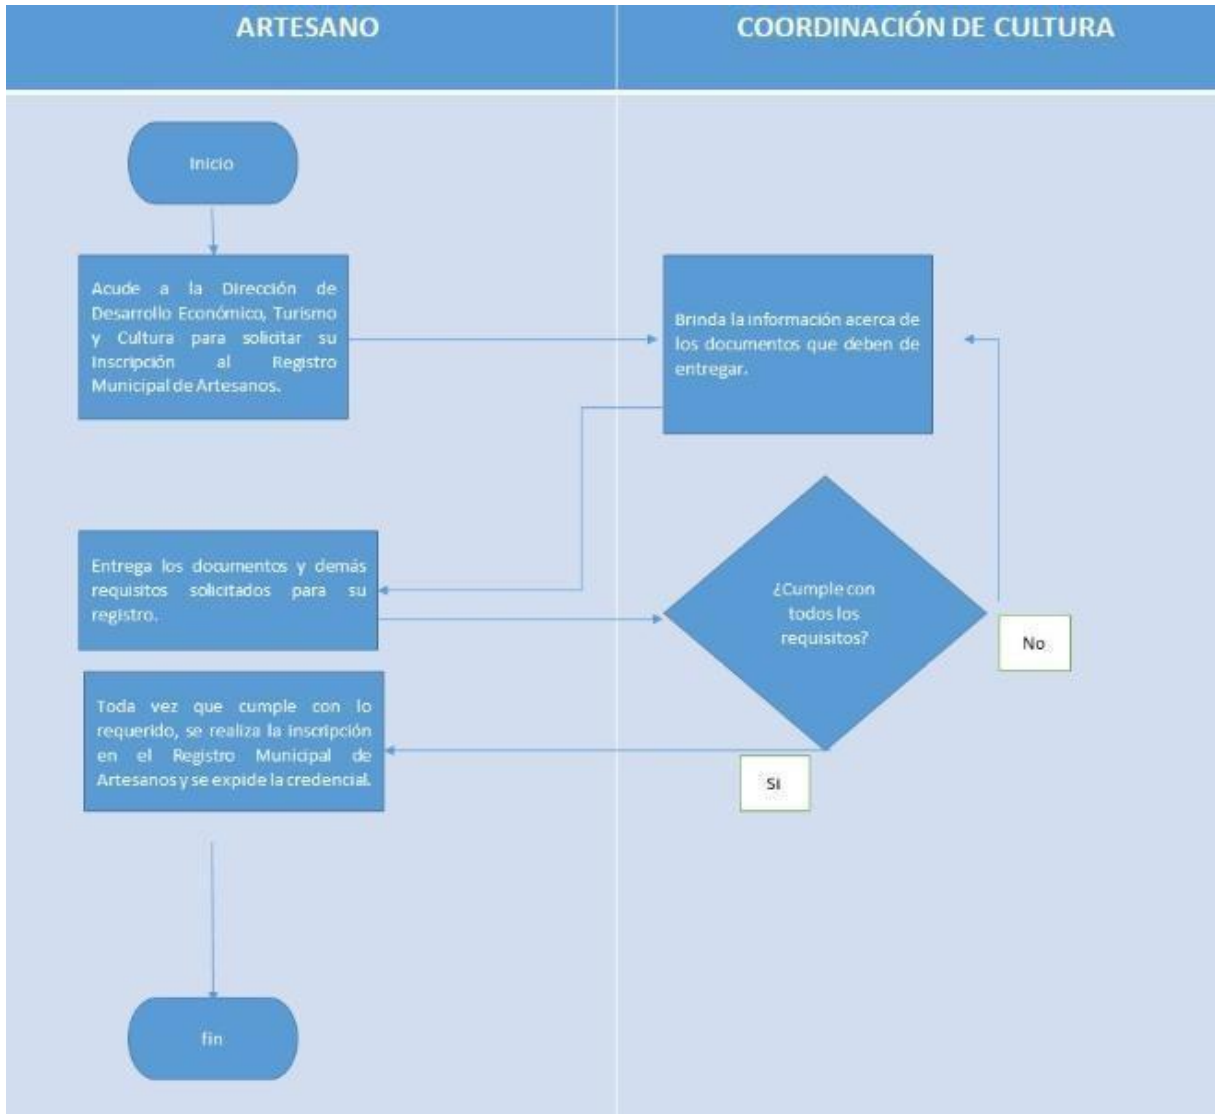 ARTESANO
COORDINACIÓN DE CULTURA
Inicio
Acude a la Dirección de
Desarrollo Económico, Turismo
y Cultura para solicitar su
Inscripción al Registro
Municipal de Artesanos.
Brinda la información acerca de
los documentos que deben de
entregar.
Entrega los documentos y demás
requisitos solicitados para su
registro.
¿Cumple con
todos los
requisitos?
No
Toda vez que cumple con lo
requerido, se realiza la inscripción
en el Registro Municipal de
Artesanos y se expide la credencial.
Si
fin